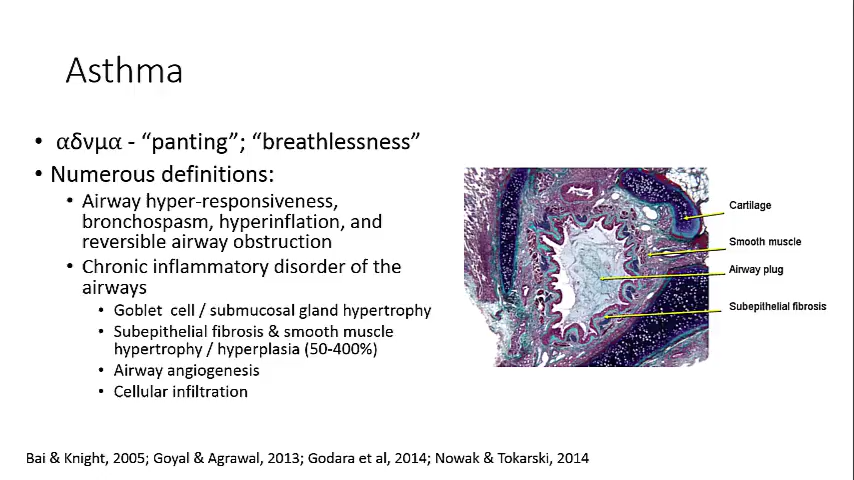 Asthma
• αδνμα - “panting”; “breathlessness”
• Numerous definitions:
• Airway hyper-responsiveness,
bronchospasm, hyperinflation, and
reversible airway obstruction
• Chronic inflammatory disorder of the
airways
• Goblet cell / submucosal gland hypertrophy
• Subepithelial fibrosis & smooth muscle
hypertrophy / hyperplasia (50-400%)
• Airway angiogenesis
• Cellular infiltration
Cartilage
Smooth muscle
Airway plug
Subepithelial fibrosis
Bai & Knight, 2005; Goyal & Agrawal, 2013; Godara et al, 2014; Nowak & Tokarski, 2014